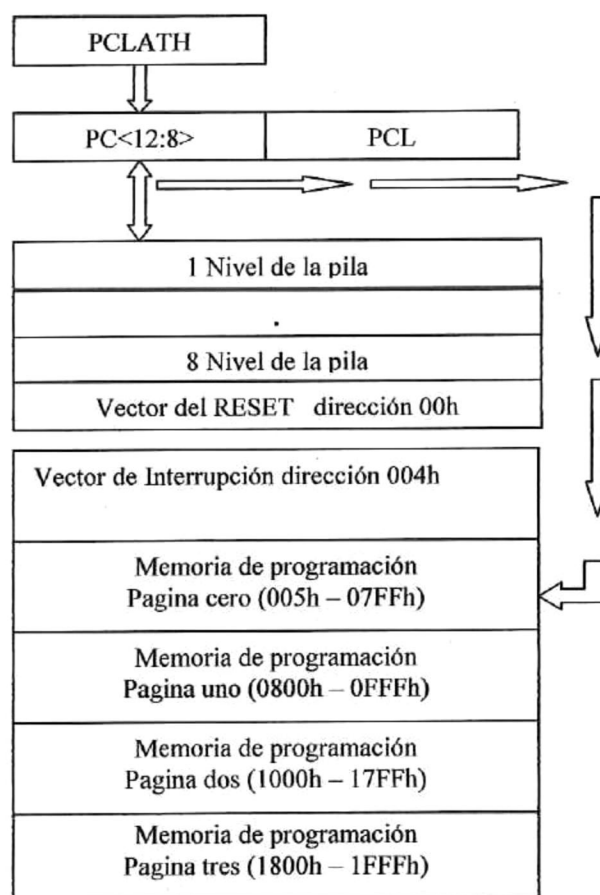 PCLATH
PC<12:8>
PCL
1 Nivel de la pila
.
8 Nivel de la pila
Vector del RESET dirección 00h
Vector de Interrupción dirección 004h
Memoria de programación
Pagina cero (005h – 07FFh)
Memoria de programación
Pagina uno (0800h – 0FFFh)
Memoria de programación
Pagina dos (1000h – 17FFh)
Memoria de programación
Pagina tres (1800h – 1FFFh)